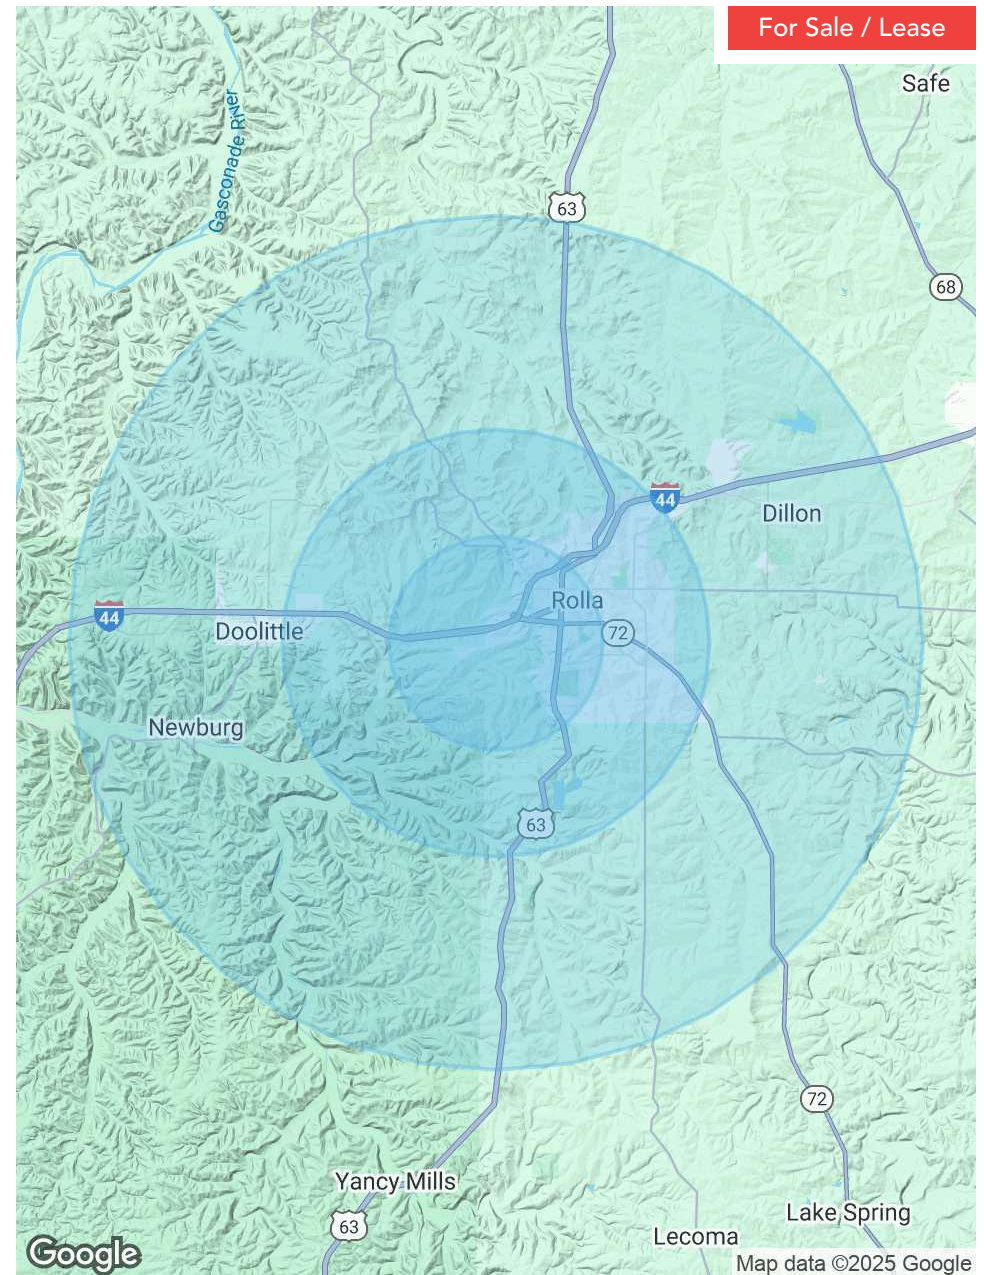 For Sale / Lease
Safe
Gasconade River
63
68
44
Dillon
Rolla
44
Doolittle
72
Newburg
63
72
Yancy Mills
Lake Spring
63
Lecoma
Google
Map data ©2025 Google